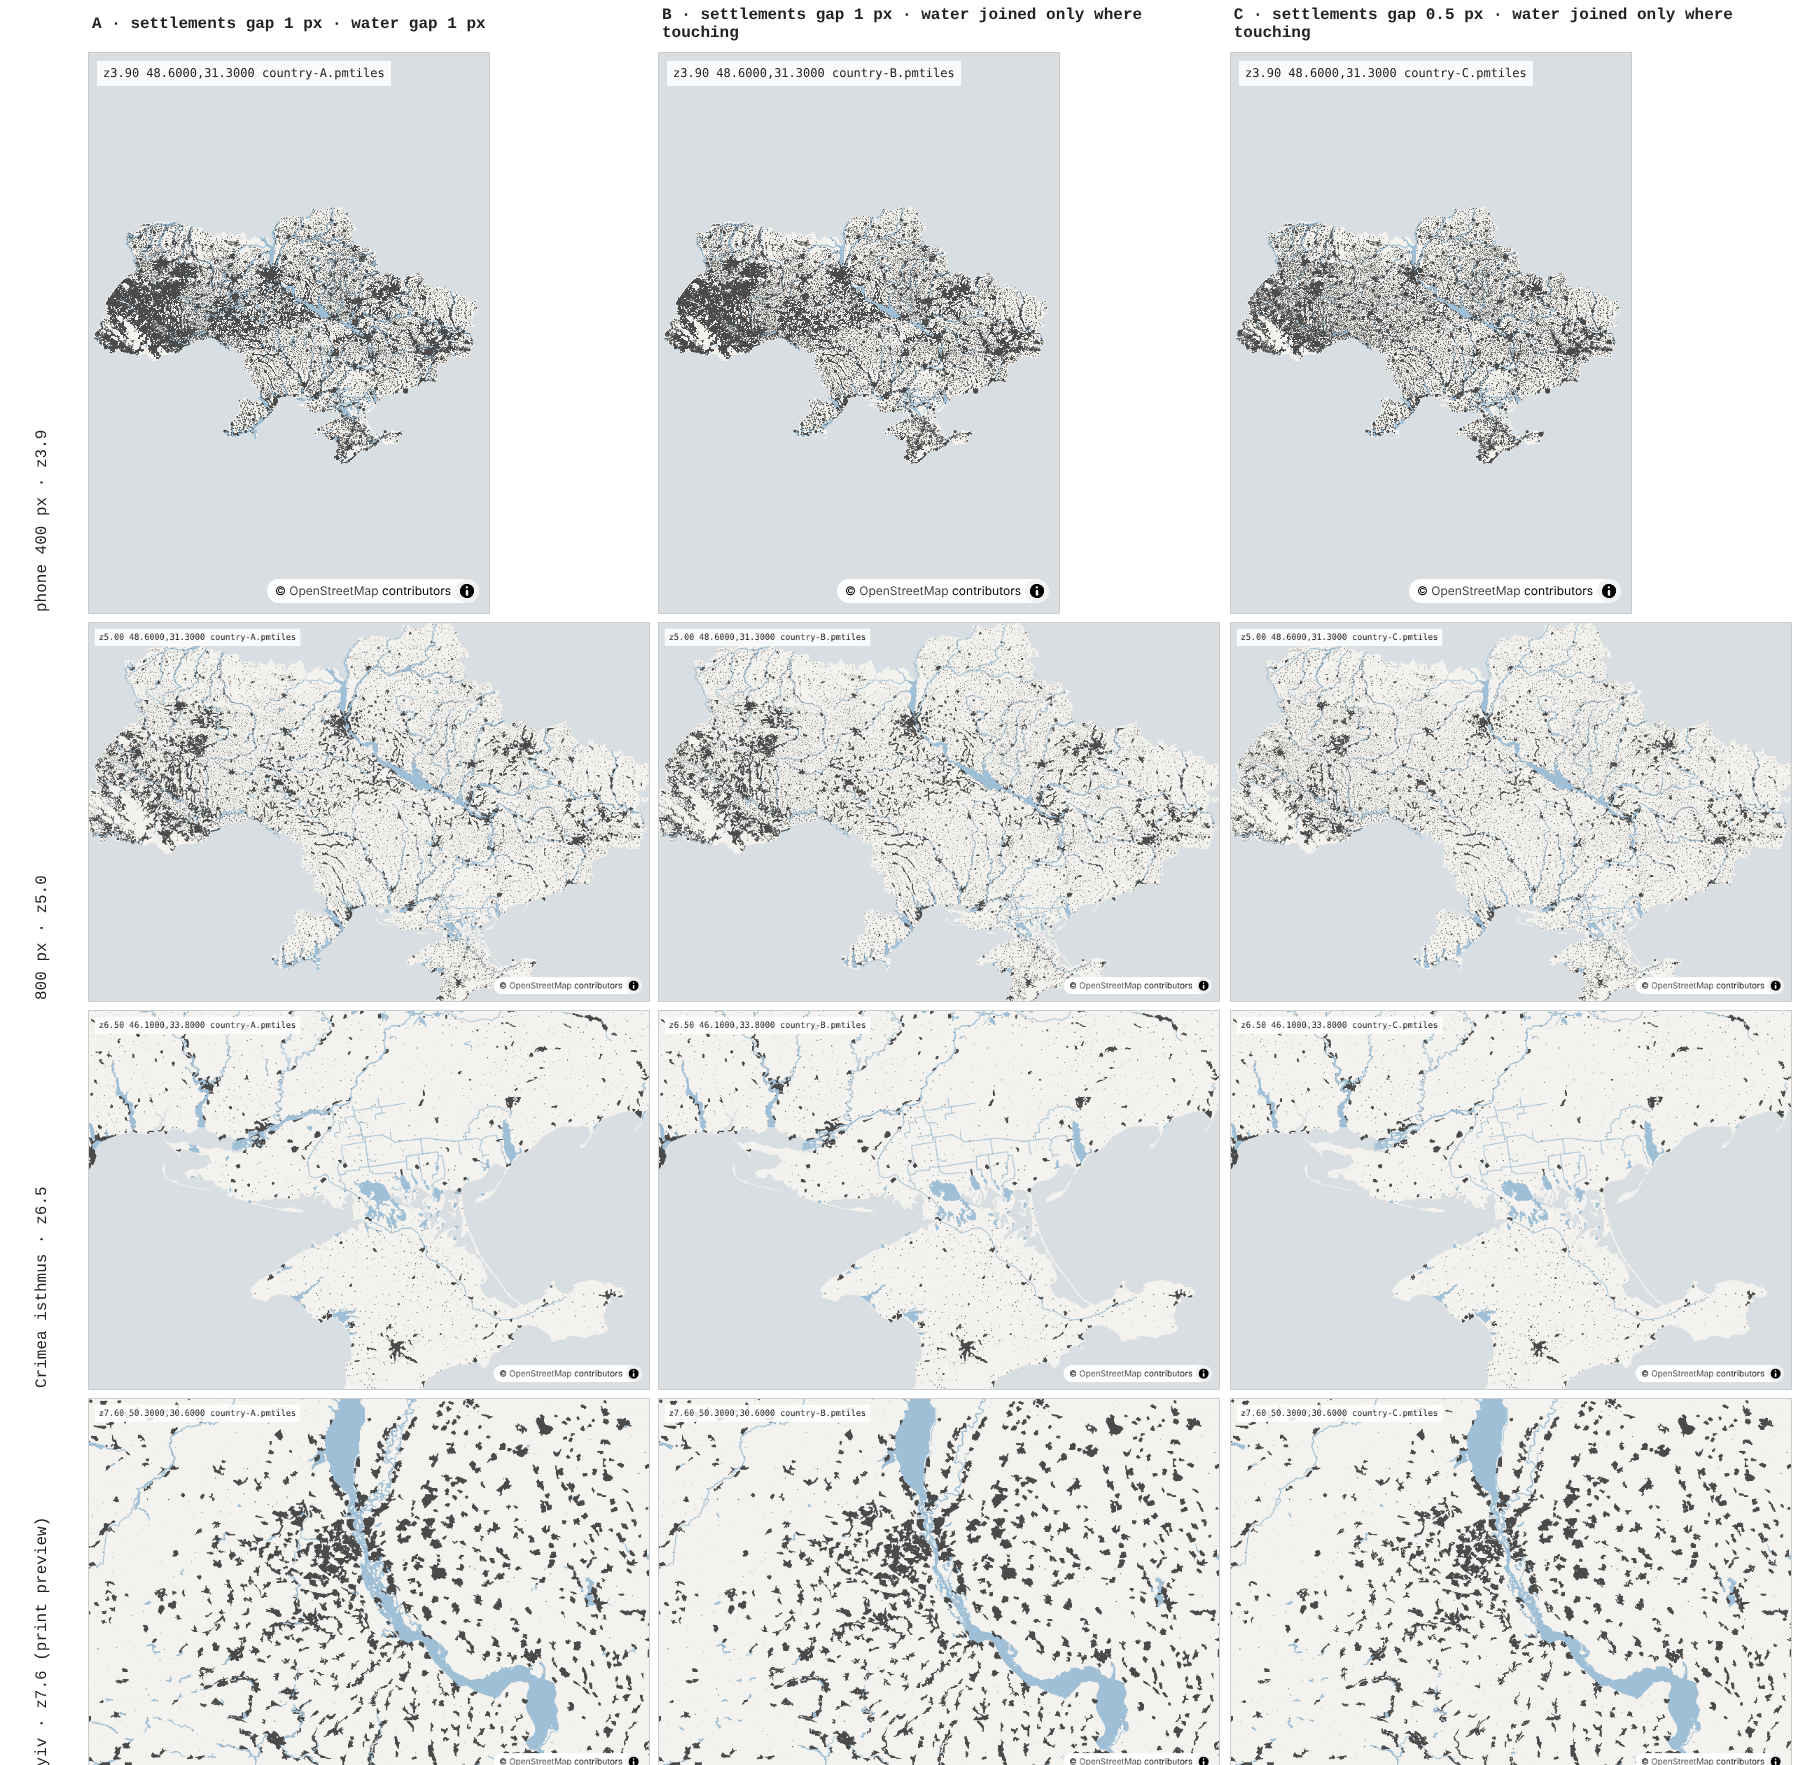 A · settlements gap 1 px · water gap 1 px
B · settlements gap 1 px · water joined only where
touching
C · settlements gap 0.5 px · water joined only where
touching
phone 400 px · z3.9
z3.90 48.6000,31.3000 country-A.pmtiles
© OpenStreetMap contributors
z3.90 48.6000,31.3000 country-B.pmtiles
© OpenStreetMap contributors
z3.90 48.6000,31.3000 country-C.pmtiles
© OpenStreetMap contributors
800 px · z5.0
z5.00 48.6000,31.3000 country-A.pmtiles
© OpenStreetMap contributors
z5.00 48.6000,31.3000 country-B.pmtiles
© OpenStreetMap contributors
z5.00 48.6000,31.3000 country-C.pmtiles
© OpenStreetMap contributors
Crimea isthmus · z6.5
z6.50 46.1000,33.8000 country-A.pmtiles
© OpenStreetMap contributors
z6.50 46.1000,33.8000 country-B.pmtiles
© OpenStreetMap contributors
z6.50 46.1000,33.8000 country-C.pmtiles
© OpenStreetMap contributors
yiv · z7.6 (print preview)
z7.60 50.3000,30.6000 country-A.pmtiles
© OpenStreetMap contributors
z7.60 50.3000,30.6000 country-B.pmtiles
© OpenStreetMap contributors
z7.60 50.3000,30.6000 country-C.pmtiles
© OpenStreetMap contributors